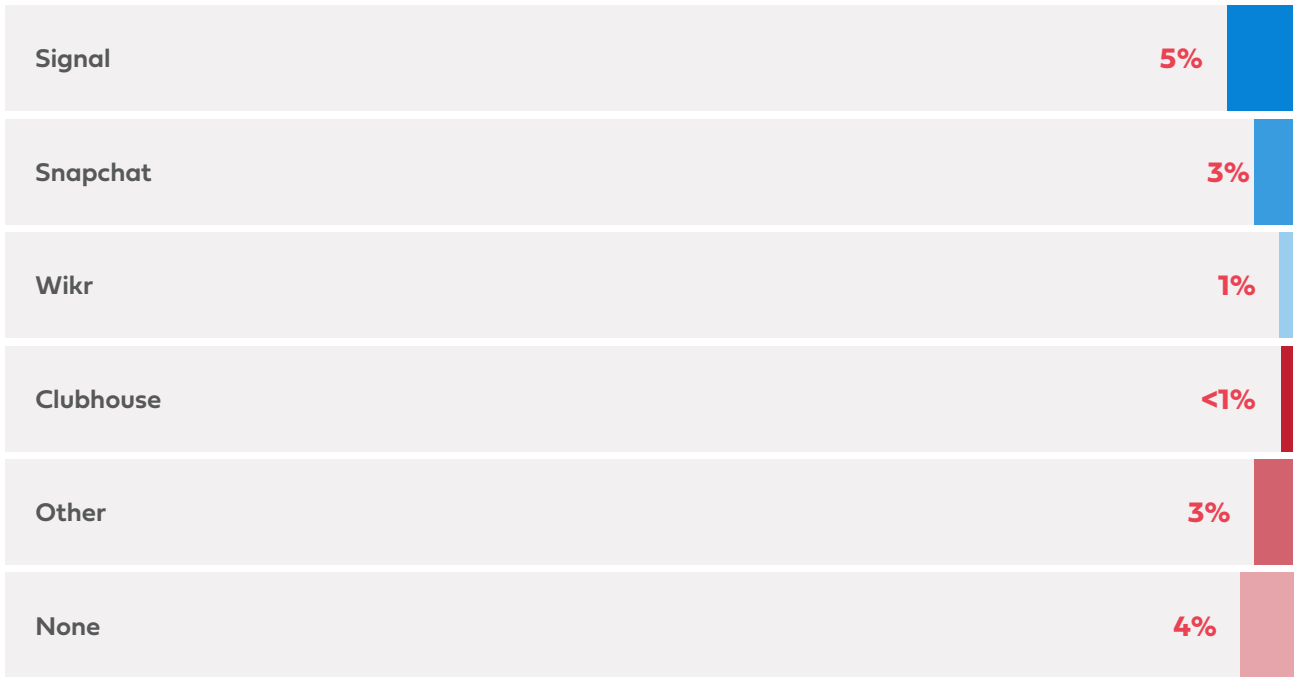 Signal 5%
Snapchat 3%
Wikr 1%
Clubhouse <1%
Other 3%
None 4%